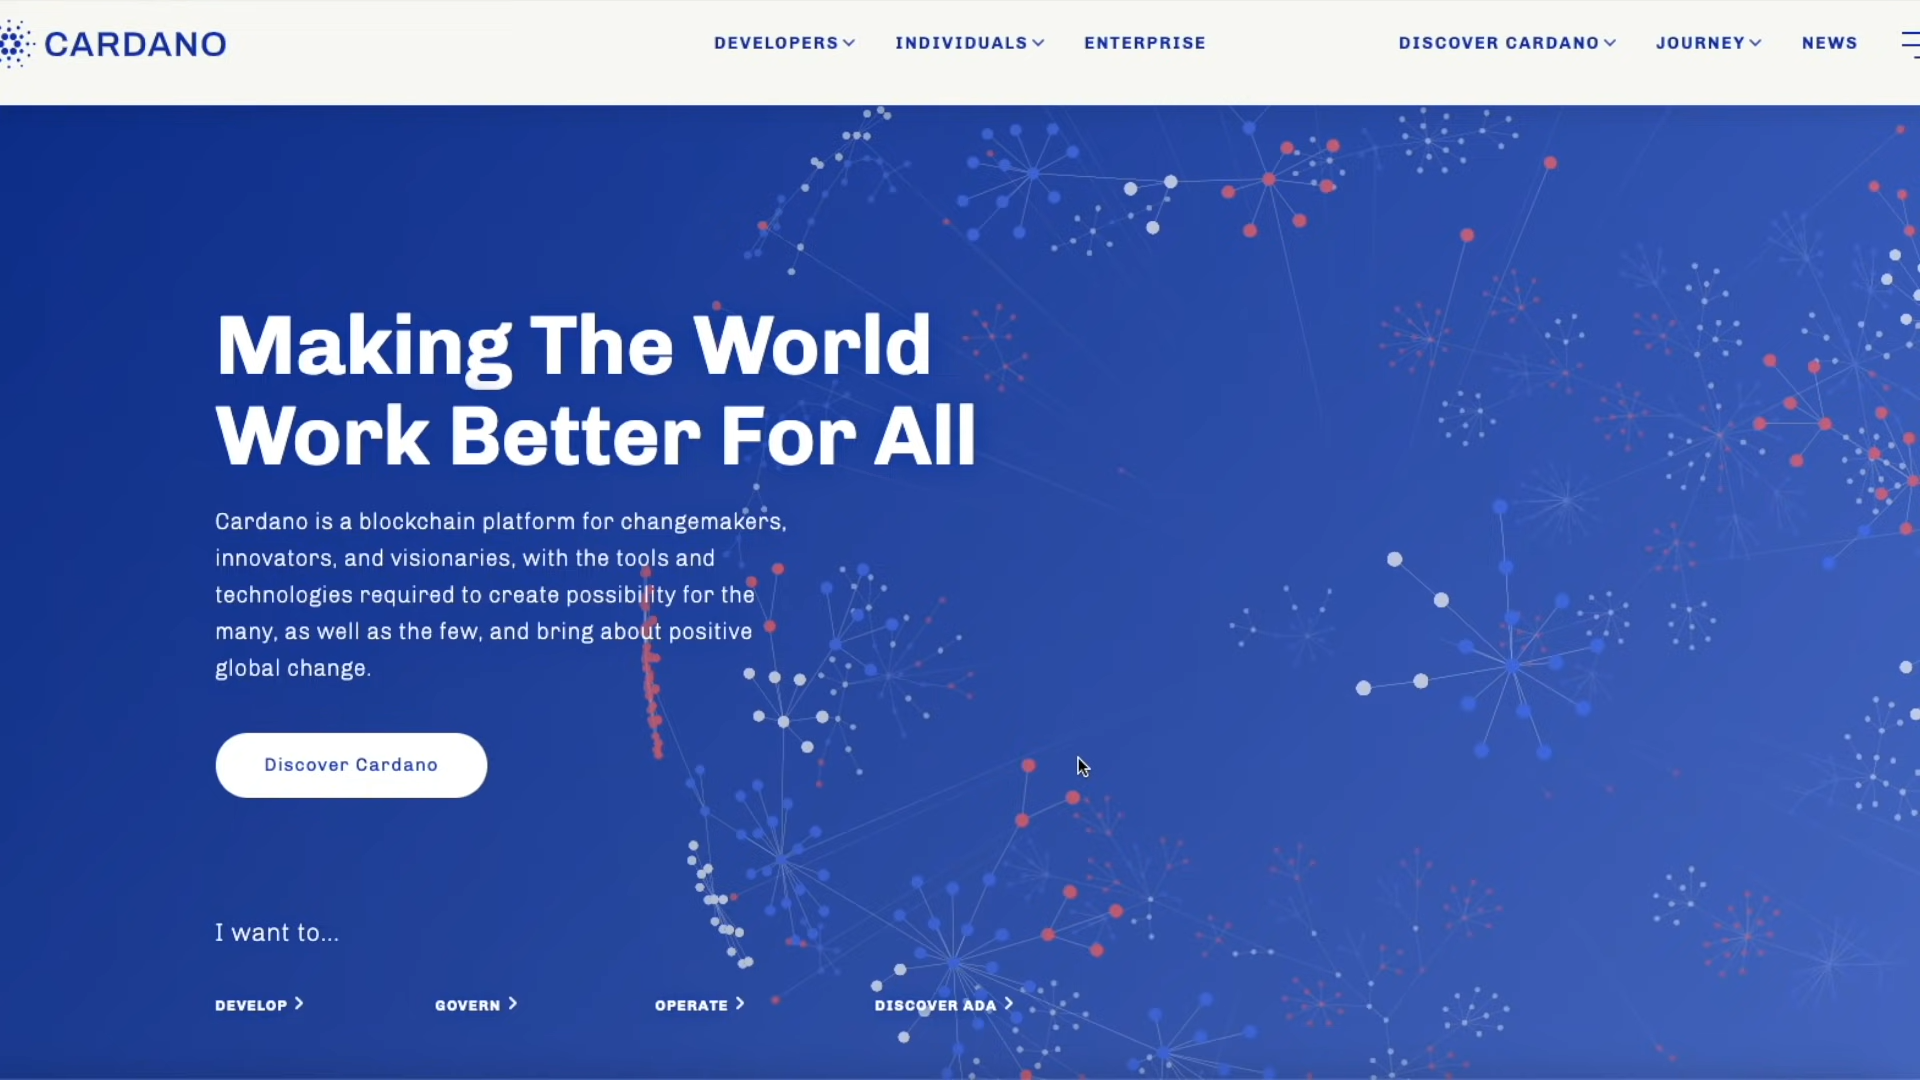 CARDANO
DEVELOPERS
INDIVIDUALS
ENTERPRISE
DISCOVER CARDANO
JOURNEY
NEWS
Making The World
Work Better For All
Cardano is a blockchain platform for changemakers,
innovators, and visionaries, with the tools and
technologies required to create possibility for the
many, as well as the few, and bring about positive
global change.
Discover Cardano
I want to...
DEVELOP
GOVERN
OPERATE
DISCOVER ADA